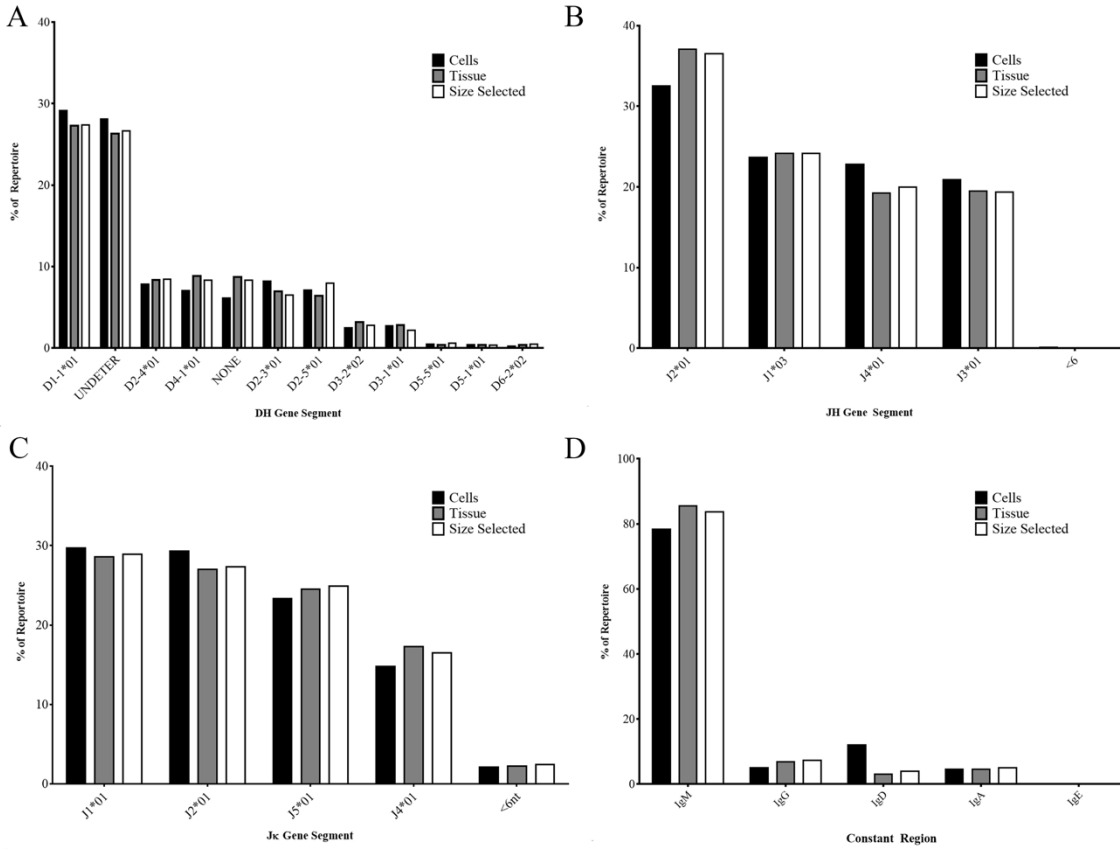 A
40
30
20
10
0
% of Repertoire
Cells
Tissue
Size Selected
D1-1*01
UNDETER
D2-4*01
D4-1*01
NONE
D2-3*01
D2-5*01
D3-2*02
D3-1*01
D5-5*01
D5-1*01
D6-2*02
DH Gene Segment
B
40
30
20
10
0
% of Repertoire
Cells
Tissue
Size Selected
J2*01
J1*03
J4*01
J3*01
<6
JH Gene Segment
C
40
30
20
10
0
% of Reportoire
Cells
Tissue
Size Selected
J1*01
J2*01
J5*01
J4*01
<6nt
Jκ Gene Segment
D
100
80
60
40
20
0
% of Repertoire
Cells
Tissue
Size Selected
IgM
IgG
IgD
IgA
IgE
Constant Region